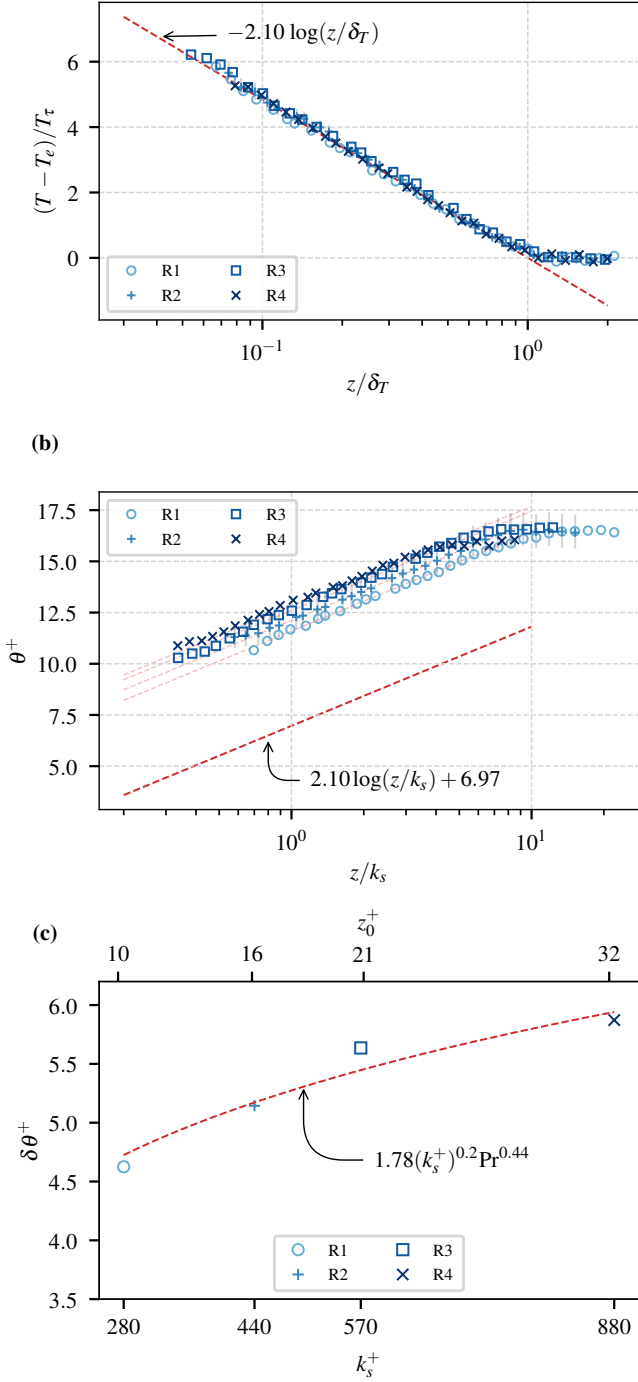 −2.10 log(z/δ_T)
6
4
2
0
(T − T_e)/T_τ
R1 R3
R2 R4
10^{−1} 10^0
z/δ_T
(b)
17.5
15.0
12.5
10.0
7.5
5.0
θ^+
R1 R3
R2 R4
2.10 log(z/k_s) + 6.97
10^0 10^1
z/k_s
(c)
z_0^+
10 16 21 32
6.0
5.5
5.0
4.5
4.0
3.5
δθ^+
1.78(k_s^+)^{0.2}Pr^{0.44}
R1 R3
R2 R4
280 440 570 880
k_s^+